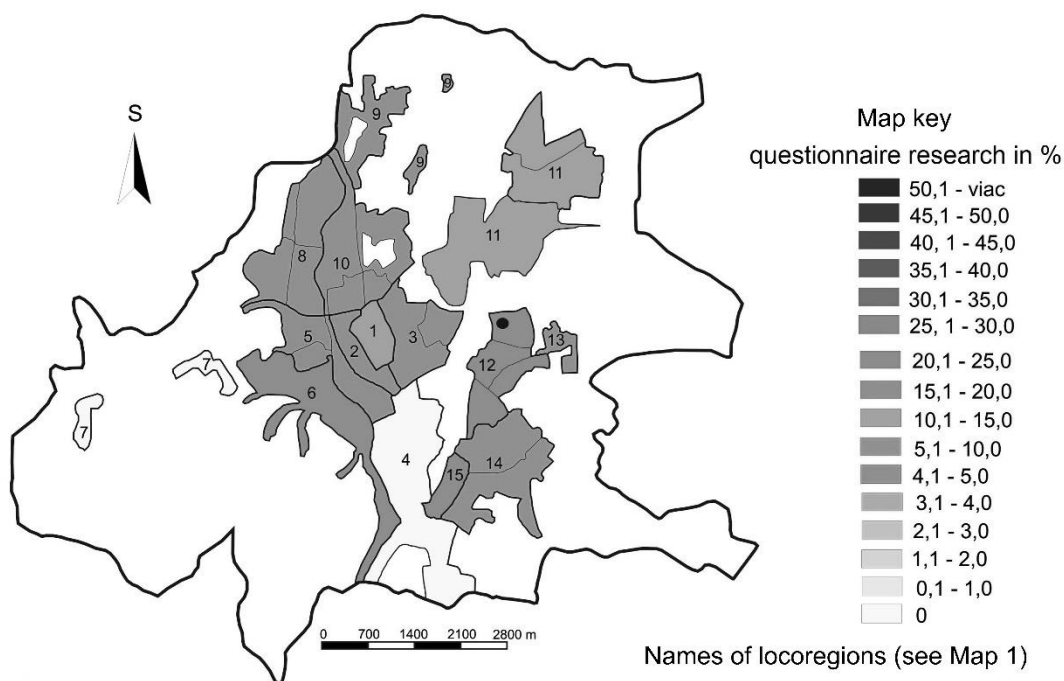 S
Map key
questionnaire research in %
50,1 - viac
45,1 - 50,0
40, 1 - 45,0
35,1 - 40,0
30,1 - 35,0
25, 1 - 30,0
20,1 - 25,0
15,1 - 20,0
10,1 - 15,0
5,1 - 10,0
4,1 - 5,0
3,1 - 4,0
2,1 - 3,0
1,1 - 2,0
0,1 - 1,0
0
9
9
9
11
11
8
10
1
3
5
2
12
13
7
7
6
4
15
14
0 700 1400 2100 2800 m
Names of locoregions (see Map 1)